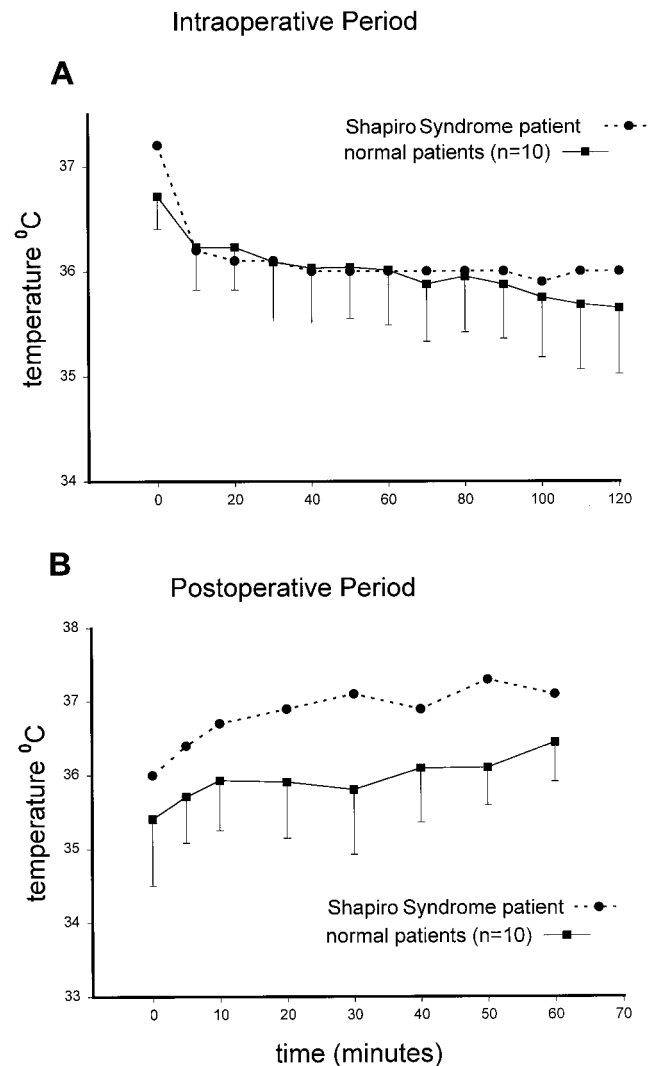 Intraoperative Period
A
Shapiro Syndrome patient
normal patients (n=10)
temperature ⁰C
37
36
35
34
0 20 40 60 80 100 120
B
Postoperative Period
temperature ⁰C
38
37
36
35
34
33
Shapiro Syndrome patient
normal patients (n=10)
0 10 20 30 40 50 60 70
time (minutes)